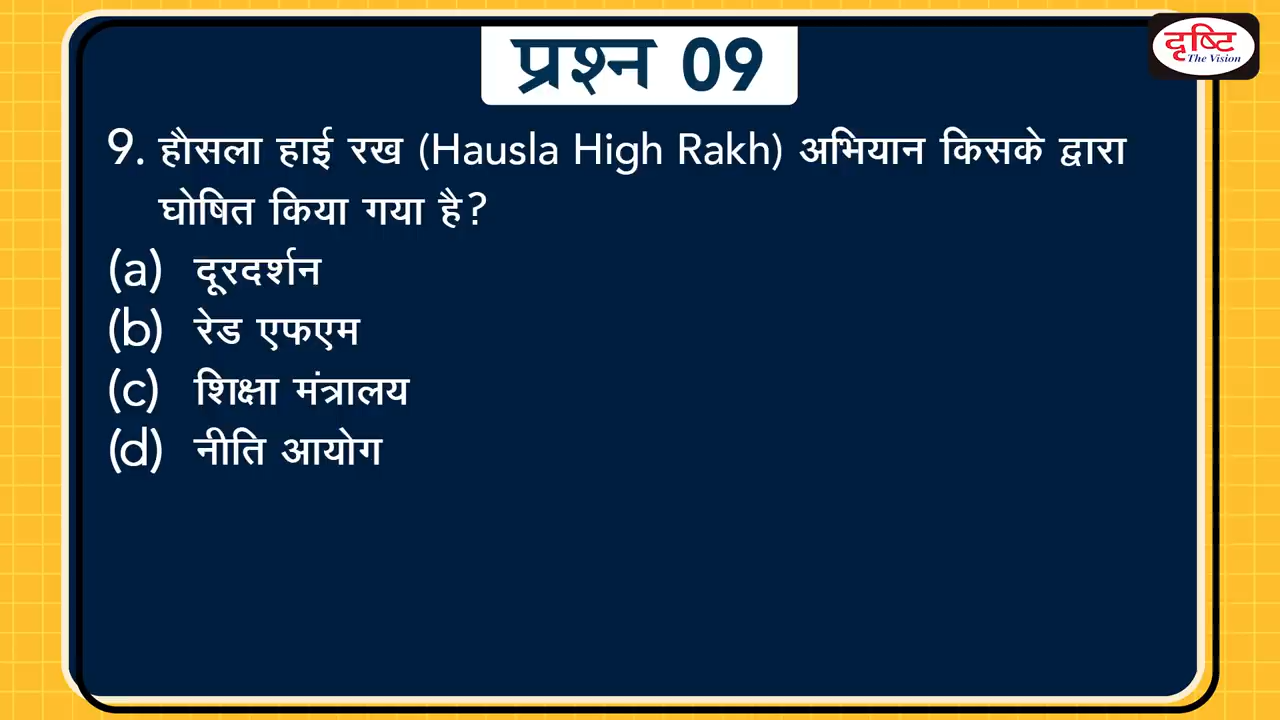 प्रश्न 09
दृष्टि
The Vision
9. हौसला हाई रख (Hausla High Rakh) अभियान किसके द्वारा
घोषित किया गया है?
(a) दूरदर्शन
(b) रेड एफएम
(c) शिक्षा मंत्रालय
(d) नीति आयोग